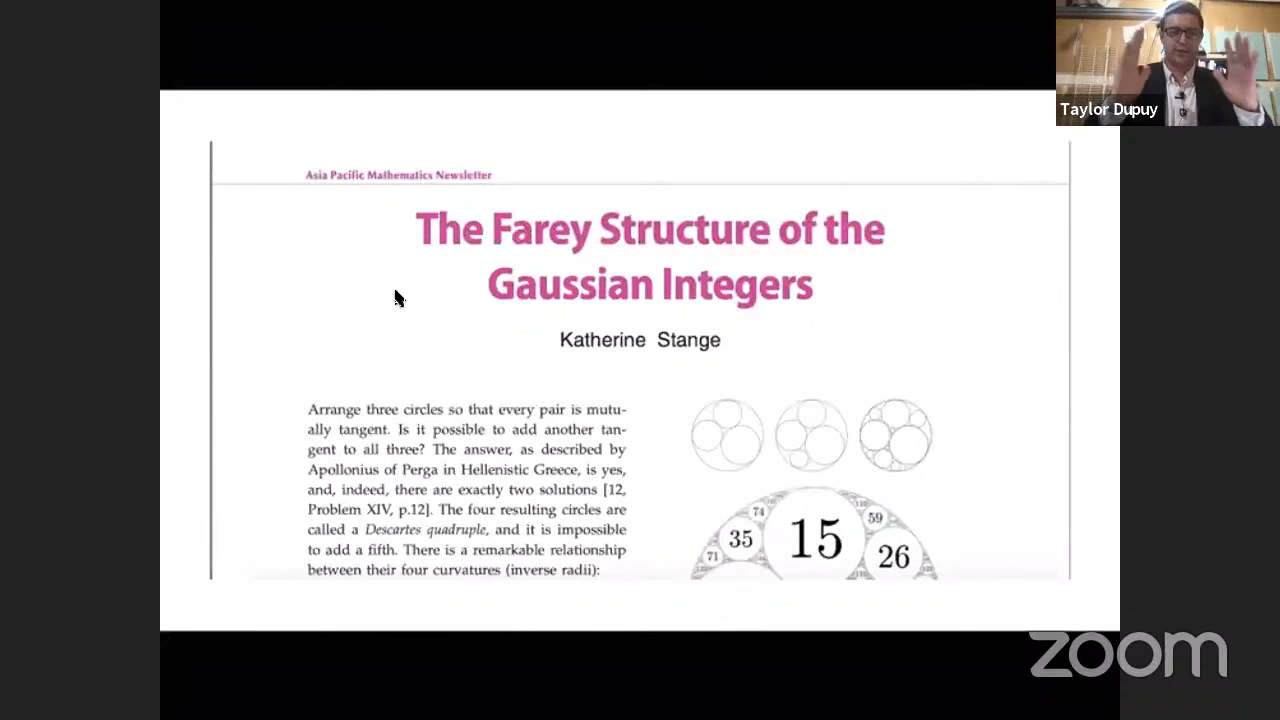 Taylor Dupuy
Asia Pacific Mathematics Newsletter
The Farey Structure of the
Gaussian Integers
Katherine Stange
Arrange three circles so that every pair is mutu-
ally tangent. Is it possible to add another tan-
gent to all three? The answer, as described by
Apollonius of Perga in Hellenistic Greece, is yes,
and, indeed, there are exactly two solutions [12,
Problem XIV, p.12]. The four resulting circles are
called a Descartes quadruple, and it is impossible
to add a fifth. There is a remarkable relationship
between their four curvatures (inverse radii):
74
59
35
15
26
71
zoom